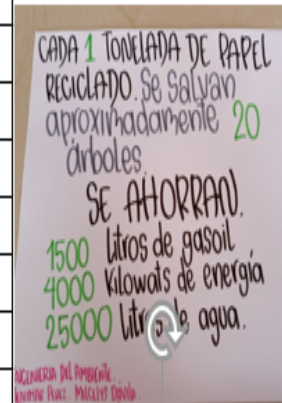 CADA 1 TONELADA DE PAPEL
RECICLADO. Se Salvan
aproximadamente 20
árboles
SE AHORRAN.
1500 litros de gasoil
4000 Kilowats de energía
25000 litros de agua.
INGENIERIA DEL AMBIENTE.